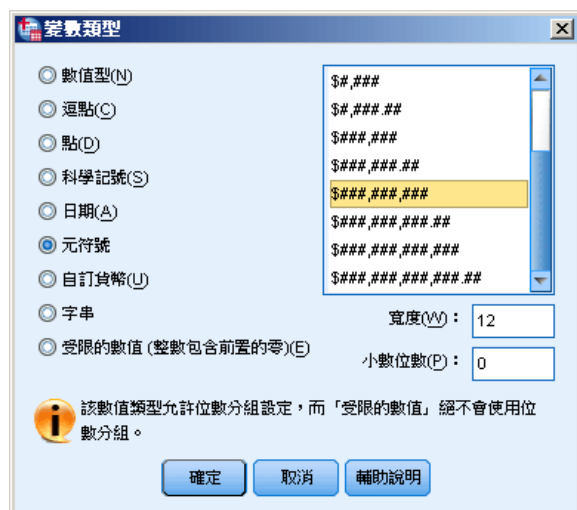 變數類型
數值型(N)
逗點(C)
點(D)
科學記號(S)
日期(A)
元符號
自訂貨幣(U)
字串
受限的數值 (整數包含前置的零)(E)
$#,###
$#,###.##
$###,###
$###,###.##
$###,###,###
$###,###,###.##
$###,###,###,###
$###,###,###,###.##
寬度(W)： 12
小數位數(P)： 0
該數值類型允許位數分組設定，而「受限的數值」絕不會使用位
數分組。
確定 取消 輔助說明